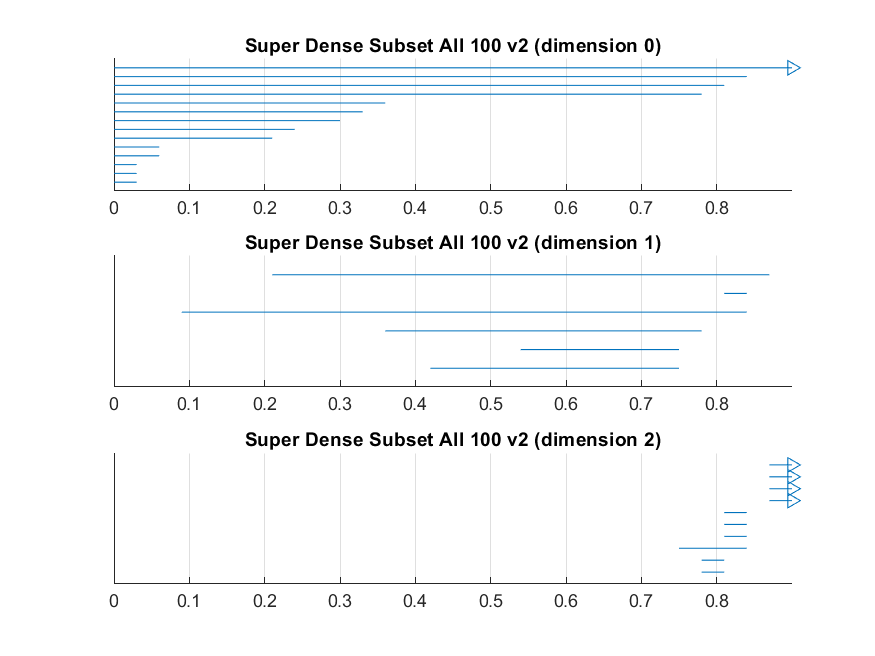 Super Dense Subset All 100 v2 (dimension 0)
0 0.1 0.2 0.3 0.4 0.5 0.6 0.7 0.8
Super Dense Subset All 100 v2 (dimension 1)
0 0.1 0.2 0.3 0.4 0.5 0.6 0.7 0.8
Super Dense Subset All 100 v2 (dimension 2)
0 0.1 0.2 0.3 0.4 0.5 0.6 0.7 0.8